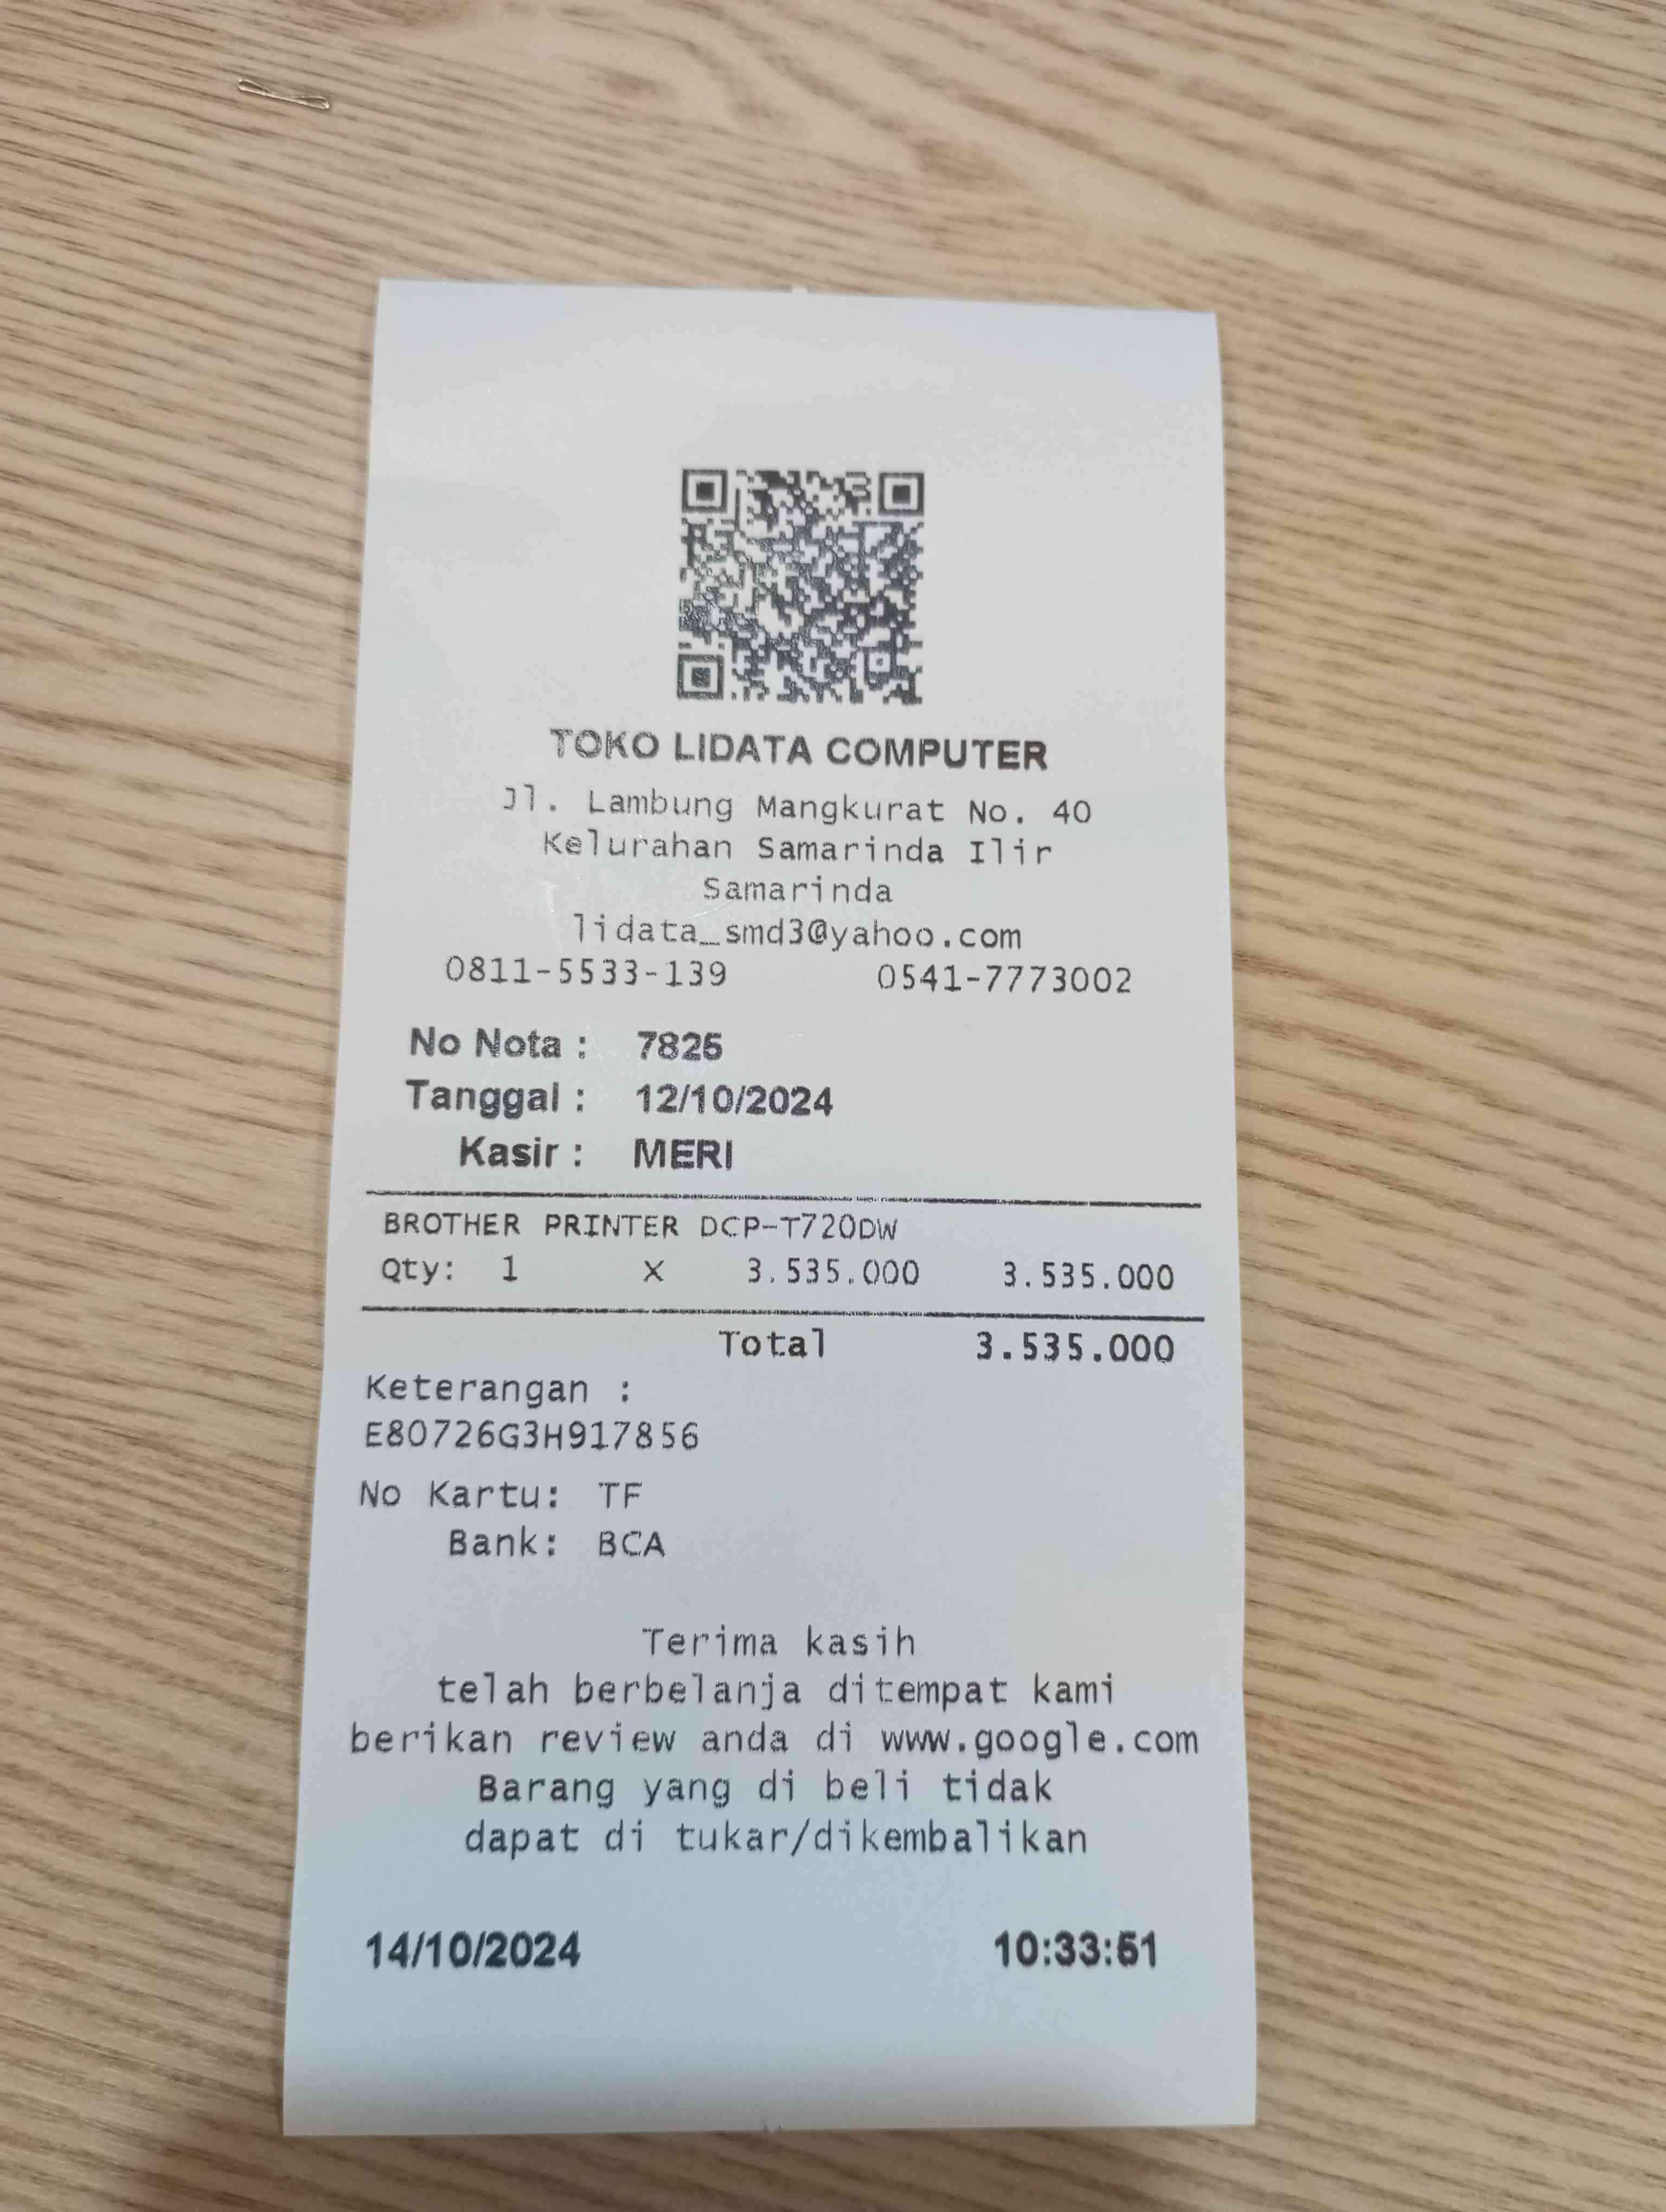 TOKO LIDATA COMPUTER
Jl. Lambung Mangkurat No. 40
Kelurahan Samarinda Ilir
Samarinda
lidata_smd3@yahoo.com
0811-5533-139 0541-7773002
No Nota : 7825
Tanggal : 12/10/2024
Kasir : MERI
BROTHER PRINTER DCP-T720DW
Qty: 1 X 3.535.000 3.535.000
Total 3.535.000
Keterangan :
E80726G3H917856
No Kartu: TF
Bank: BCA
Terima kasih
telah berbelanja ditempat kami
berikan review anda di www.google.com
Barang yang di beli tidak
dapat di tukar/dikembalikan
14/10/2024 10:33:51